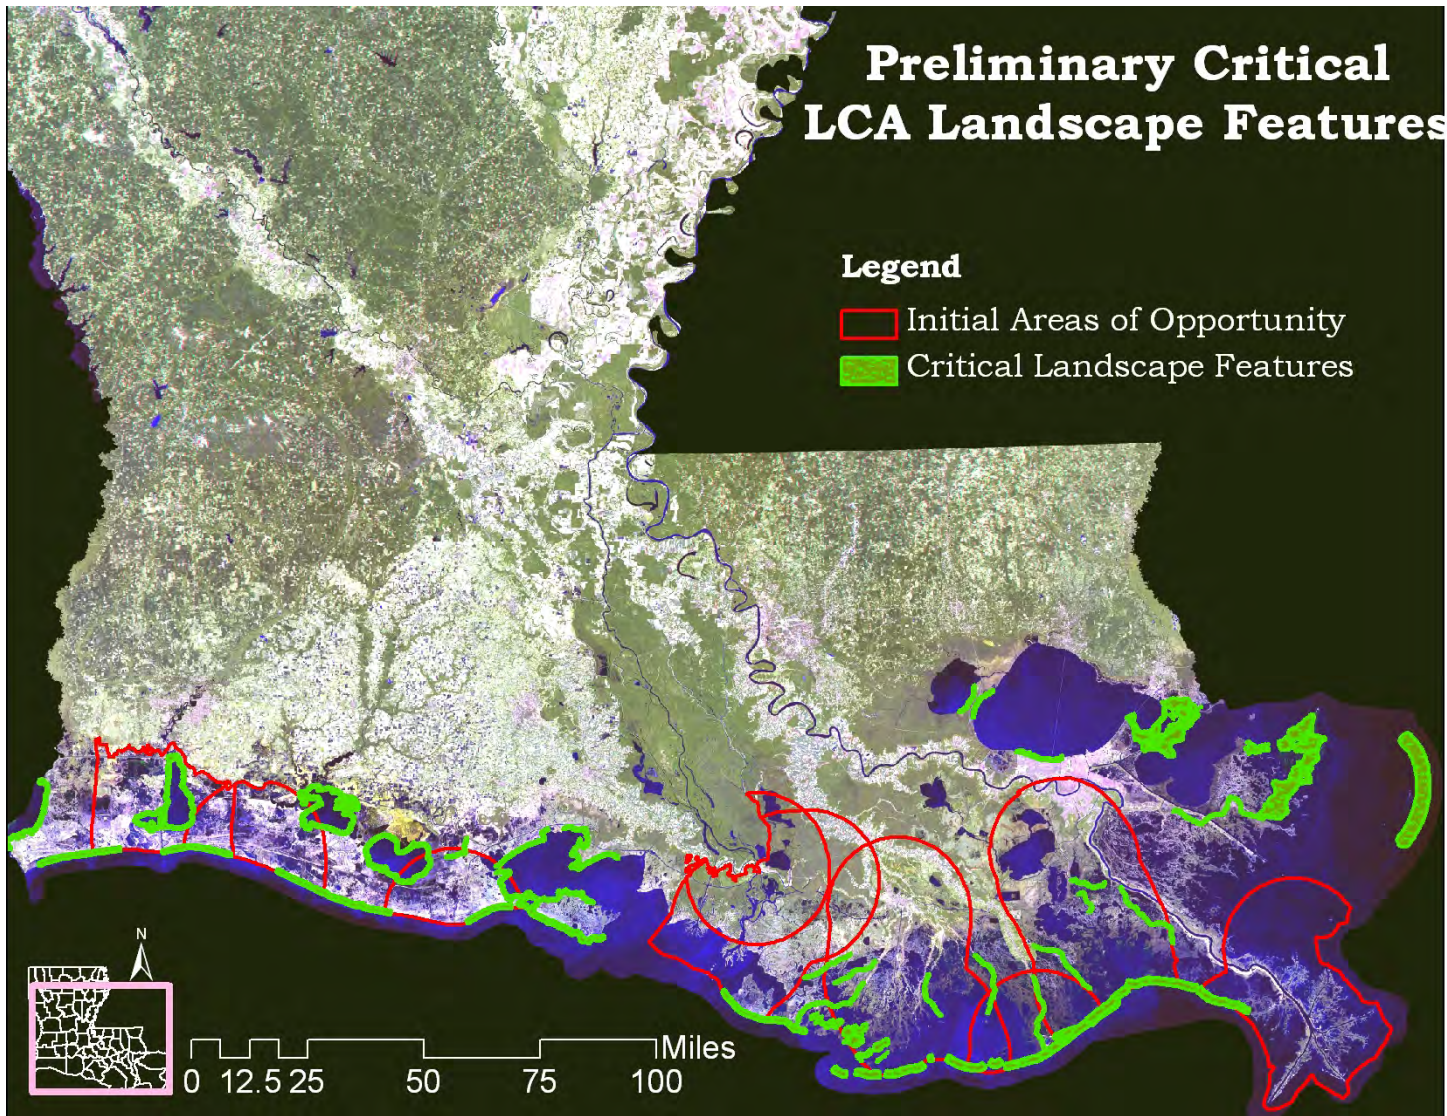 Preliminary Critical
LCA Landscape Features
Legend
Initial Areas of Opportunity
Critical Landscape Features
N
Miles
0 12.5 25 50 75 100